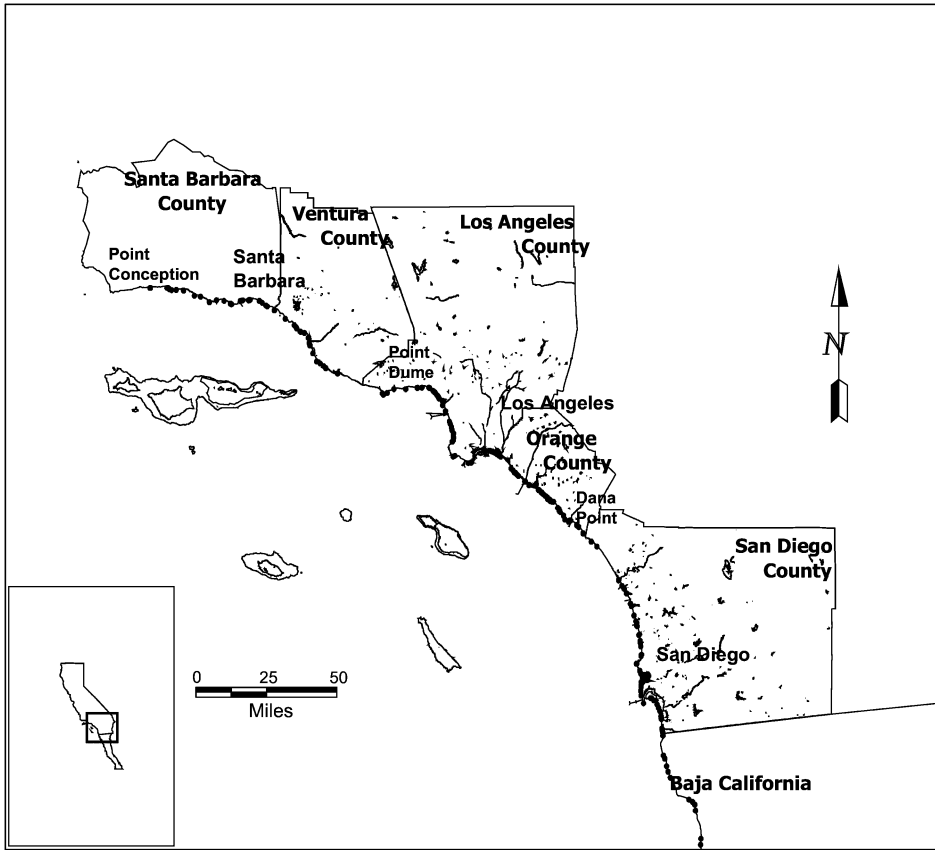 Santa Barbara
County
Ventura
County
Los Angeles
County
Point
Conception
Santa
Barbara
Point
Dume
Los Angeles
Orange
County
Dana
Point
San Diego
County
San Diego
Baja California
N
0 25 50
Miles